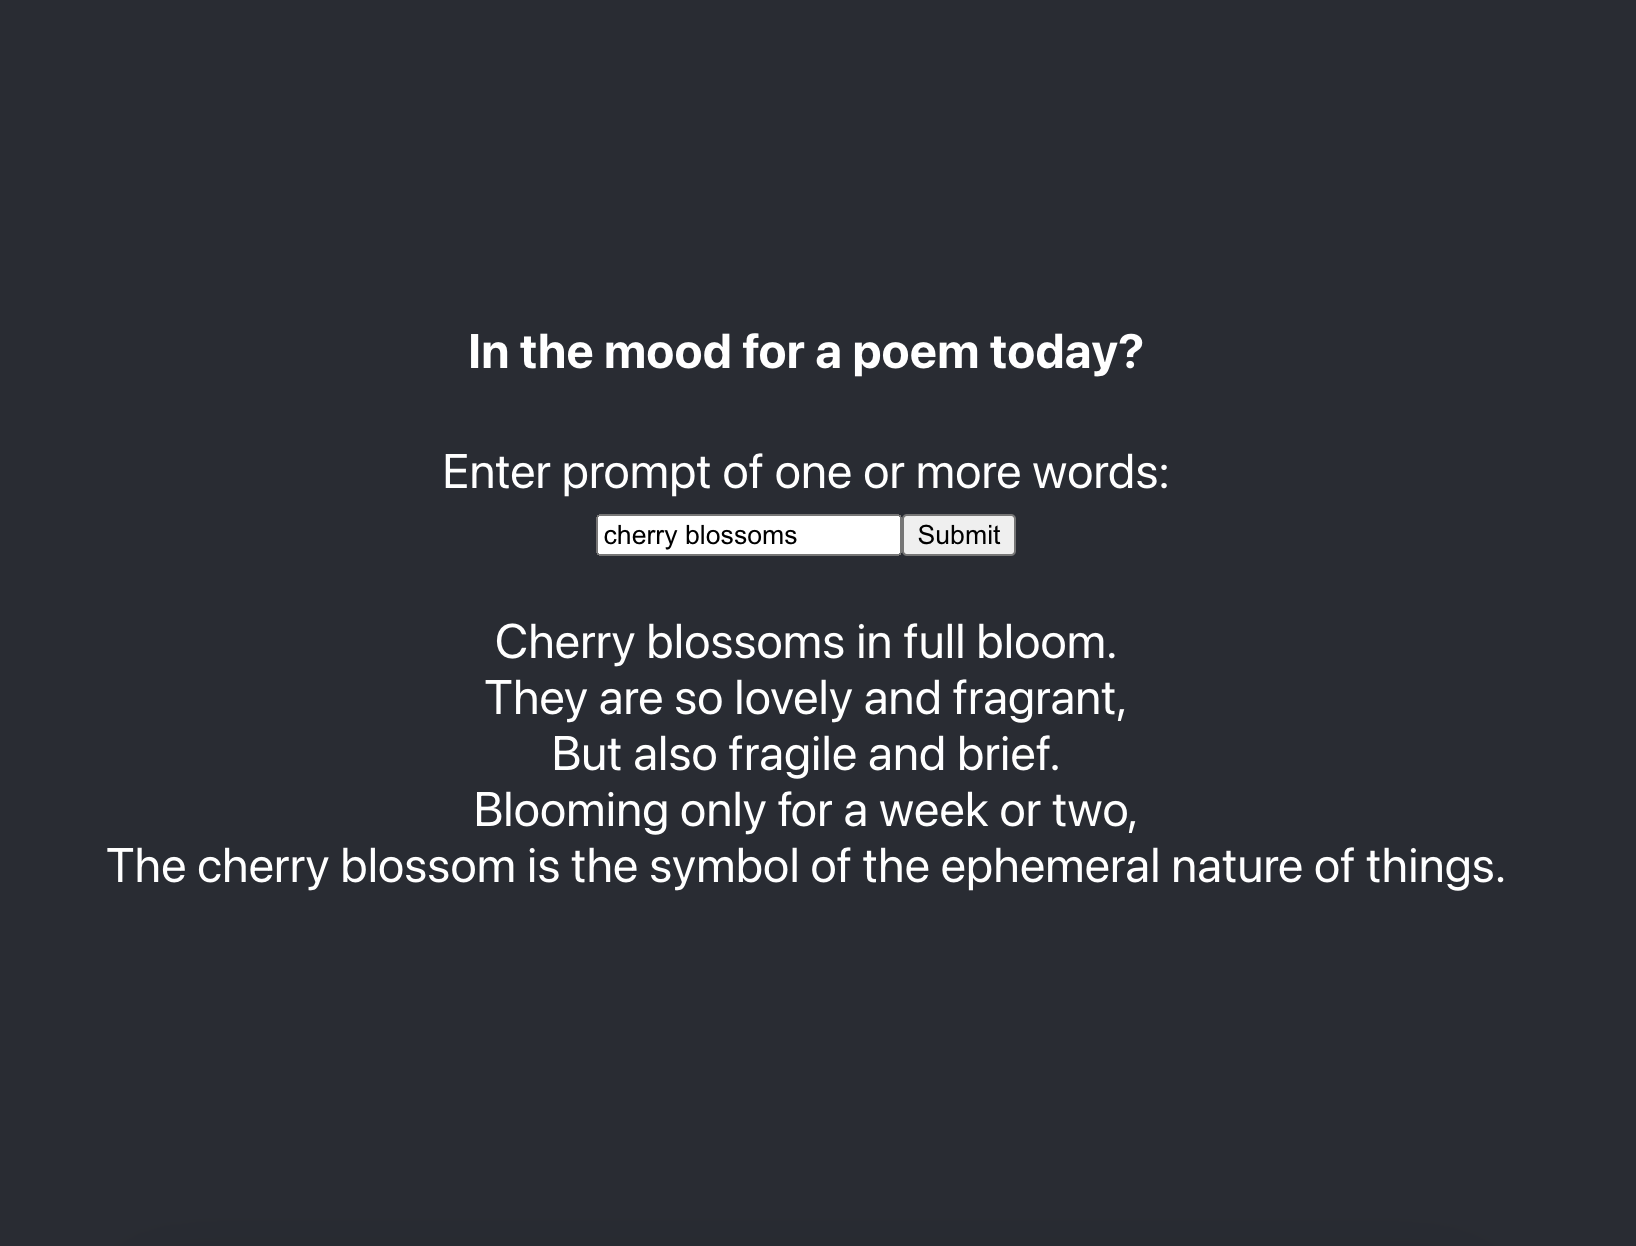 In the mood for a poem today?
Enter prompt of one or more words:
cherry blossoms Submit
Cherry blossoms in full bloom.
They are so lovely and fragrant,
But also fragile and brief.
Blooming only for a week or two,
The cherry blossom is the symbol of the ephemeral nature of things.